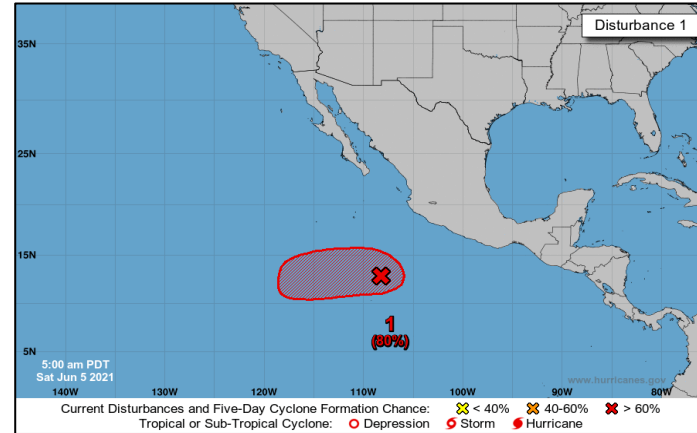 Disturbance 1
35N
25N
15N
5N
1
(80%)
5:00 am PDT
Sat Jun 5 2021
www.hurricanes.gov
140W 130W 120W 110W 100W 90W 80W
Current Disturbances and Five-Day Cyclone Formation Chance: < 40% 40-60% > 60%
Tropical or Sub-Tropical Cyclone: Depression Storm Hurricane